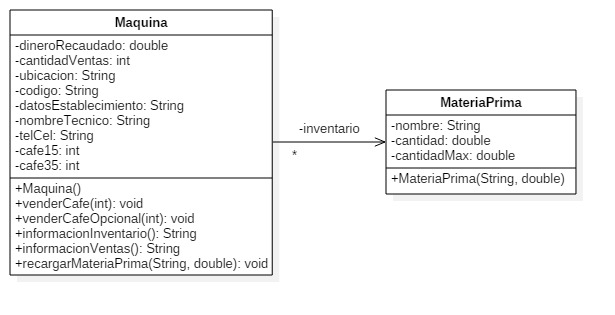 Maquina
-dineroRecaudado: double
-cantidadVentas: int
-ubicacion: String
-codigo: String
-datosEstablecimiento: String
-nombreTecnico: String
-telCel: String
-cafe15: int
-cafe35: int
+Maquina()
+venderCafe(int): void
+venderCafeOpcional(int): void
+informacionInventario(): String
+informacionVentas(): String
+recargarMateriaPrima(String, double): void
-inventario
*
MateriaPrima
-nombre: String
-cantidad: double
-cantidadMax: double
+MateriaPrima(String, double)